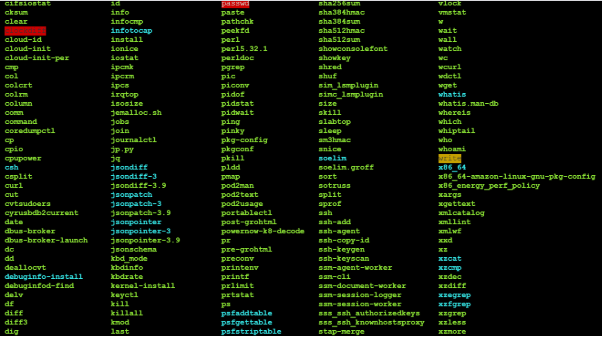 cifsiostat id passwd sha256sum vlock
cksum info paste sha384hmac vmstat
clear infocmp pathchk sha384sum w
infotocap peekfd sha512hmac wait
cloud-id install perl sha512sum wall
cloud-init ionice perl5.32.1 showconsolefont watch
cloud-init-per iostat perldoc showkey wc
cmp ipcmk pgrep shred wcurl
col ipcrm pic shuf wdctl
colcrt ipcs piconv sim_lsmplugin wget
colrm irqtop pidof simc_lsmplugin whatis
column isosize pidstat size whatis.man-db
comm jemalloc.sh pidwait skill whereis
command jobs ping slabtop which
coredumpctl join pinky sleep whiptail
cp journalctl pkg-config sm3hmac who
cpio jp.py pkgconf snice whoami
cpupower jq pkill soelim write
csh jsondiff pldd soelim.groff x86_64
csplit jsondiff-3 pmap sort x86_64-amazon-linux-gnu-pkg-config
curl jsondiff-3.9 pod2man sotruss x86_energy_perf_policy
cut jsonpatch pod2text split xargs
cvtsudoers jsonpatch-3 pod2usage sprof xgettext
cyrusbdb2current jsonpatch-3.9 portablectl ssh xmlcatalog
date jsonpointer post-grohtml ssh-add xmllint
dbus-broker jsonpointer-3 powernow-k8-decode ssh-agent xmlwf
dbus-broker-launch jsonpointer-3.9 pr ssh-copy-id xxd
dc jsonschema pre-grohtml ssh-keygen xz
dd kbd_mode preconv ssh-keyscan xzcat
deallocvt kbdinfo printenv ssm-agent-worker xzcmp
debuginfo-install kbdrate printf ssm-cli xzdec
debuginfod-find kernel-install prlimit ssm-document-worker xzdiff
delv keyctl prtstat ssm-session-logger xzegrep
df kill ps ssm-session-worker xzfgrep
diff killall psfaddtable sss_ssh_authorizedkeys xzgrep
diff3 kmod psfgettable sss_ssh_knownhostsproxy xzless
dig last psfstriptable stap-merge xzmore